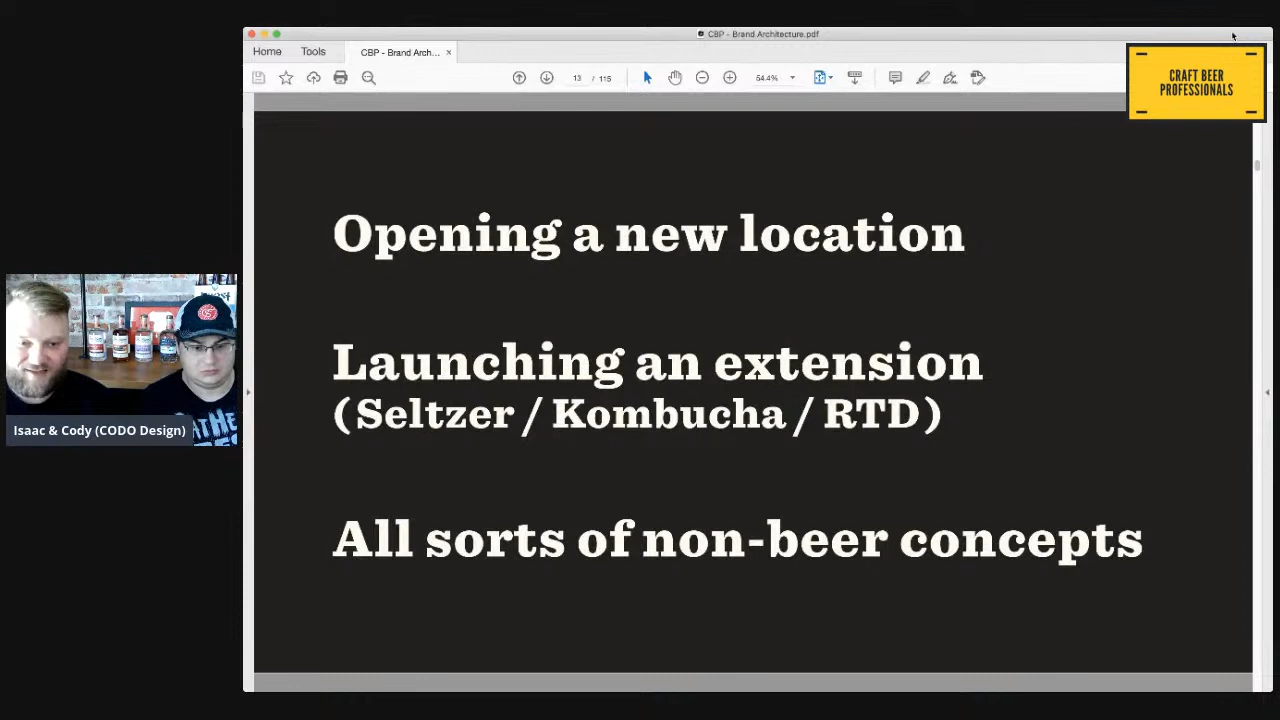 CBP - Brand Architecture.pdf
Home Tools CBP - Brand Arch... ×
13 / 115 54.4%
CRAFT BEER
PROFESSIONALS
Opening a new location
Launching an extension
(Seltzer / Kombucha / RTD)
All sorts of non-beer concepts
Isaac & Cody (CODO Design)